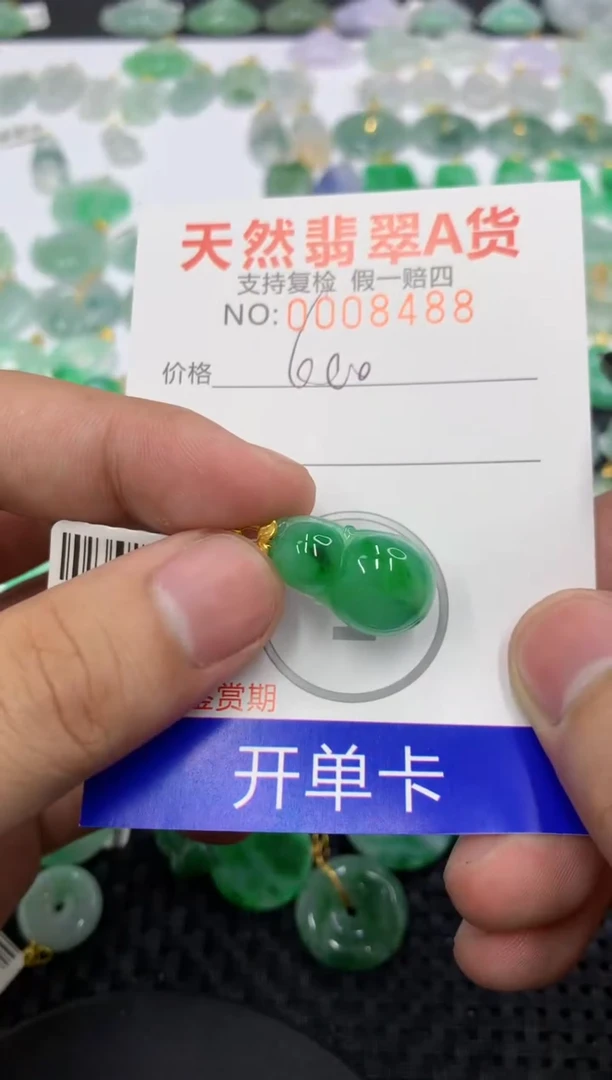 天然翡翠A货
支持复检 假一赔四
NO: 0008488
价格 600
鉴赏期
开单卡